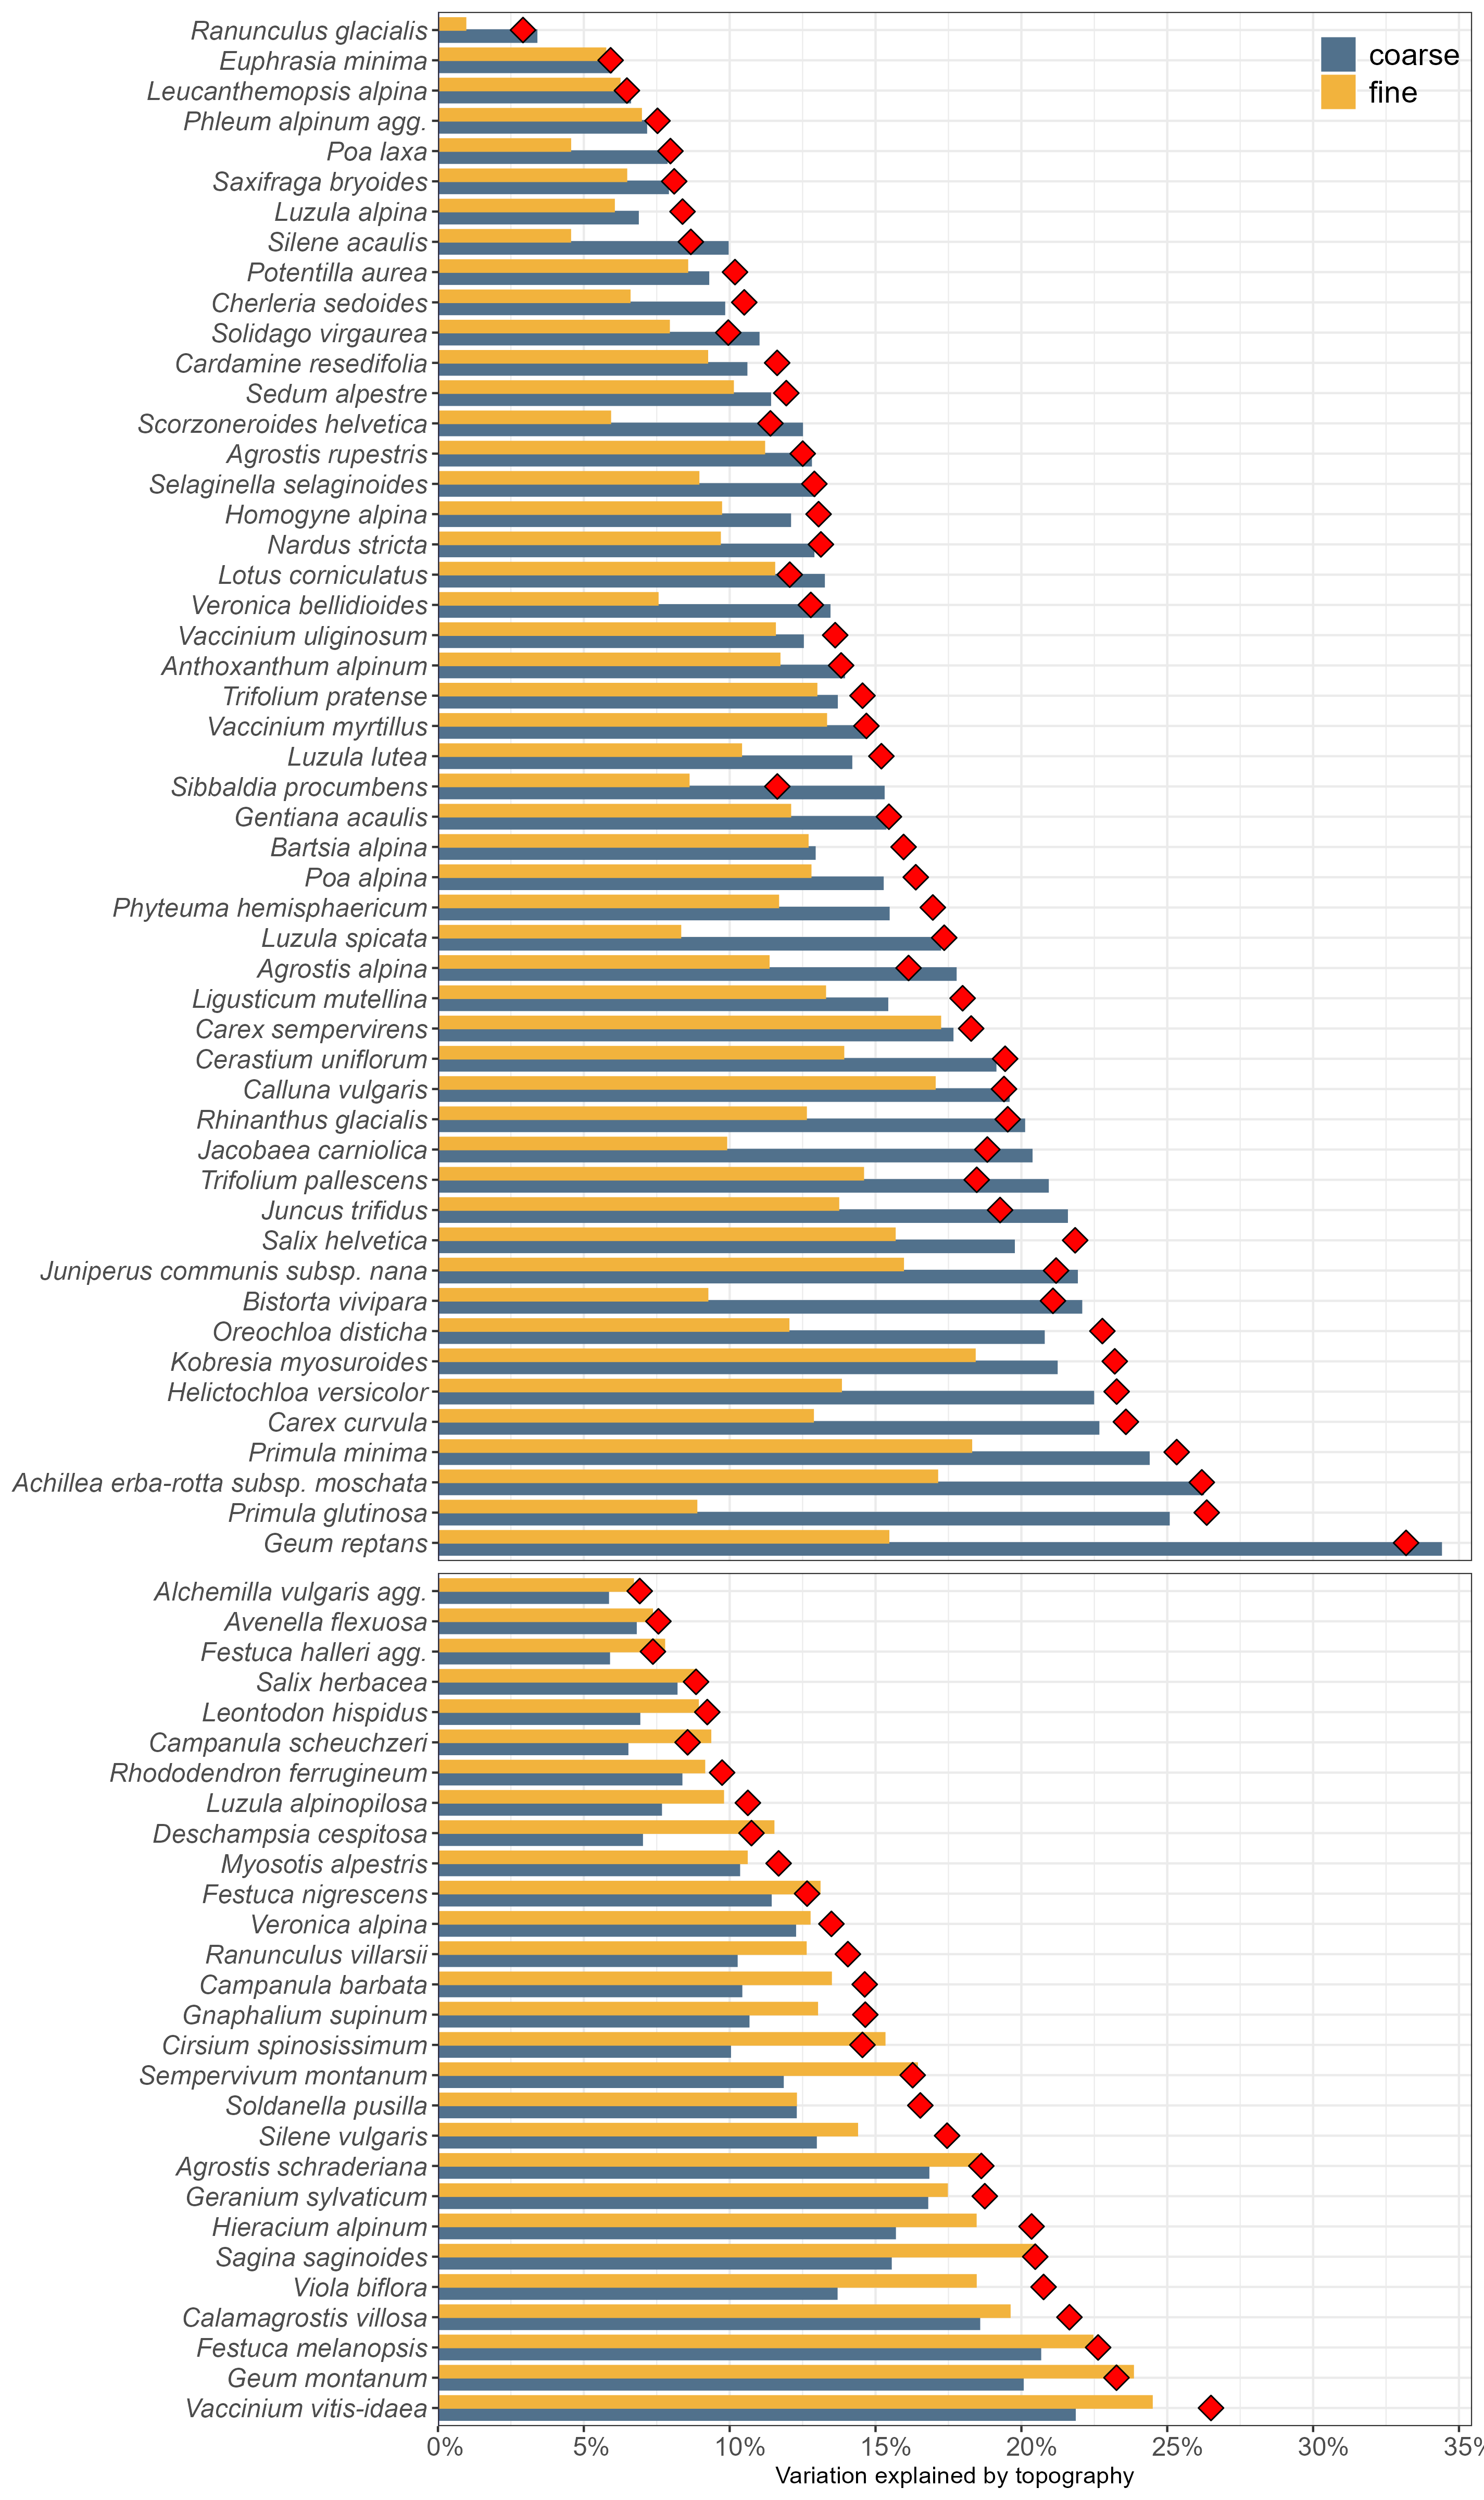 Ranunculus glacialis
coarse
Euphrasia minima
fine
Leucanthemopsis alpina
Phleum alpinum agg.
Poa laxa
Saxifraga bryoides
Luzula alpina
Silene acaulis
Potentilla aurea
Cherleria sedoides
Solidago virgaurea
Cardamine resedifolia
Sedum alpestre
Scorzoneroides helvetica
Agrostis rupestris
Selaginella selaginoides
Homogyne alpina
Nardus stricta
Lotus corniculatus
Veronica bellidioides
Vaccinium uliginosum
Anthoxanthum alpinum
Trifolium pratense
Vaccinium myrtillus
Luzula lutea
Sibbaldia procumbens
Gentiana acaulis
Bartsia alpina
Poa alpina
Phyteuma hemisphaericum
Luzula spicata
Agrostis alpina
Ligusticum mutellina
Carex sempervirens
Cerastium uniflorum
Calluna vulgaris
Rhinanthus glacialis
Jacobaea carniolica
Trifolium pallescens
Juncus trifidus
Salix helvetica
Juniperus communis subsp. nana
Bistorta vivipara
Oreochloa disticha
Kobresia myosuroides
Helictochloa versicolor
Carex curvula
Primula minima
Achillea erba-rotta subsp. moschata
Primula glutinosa
Geum reptans
Alchemilla vulgaris agg.
Avenella flexuosa
Festuca halleri agg.
Salix herbacea
Leontodon hispidus
Campanula scheuchzeri
Rhododendron ferrugineum
Luzula alpinopilosa
Deschampsia cespitosa
Myosotis alpestris
Festuca nigrescens
Veronica alpina
Ranunculus villarsii
Campanula barbata
Gnaphalium supinum
Cirsium spinosissimum
Sempervivum montanum
Soldanella pusilla
Silene vulgaris
Agrostis schraderiana
Geranium sylvaticum
Hieracium alpinum
Sagina saginoides
Viola biflora
Calamagrostis villosa
Festuca melanopsis
Geum montanum
Vaccinium vitis-idaea
0% 5% 10% 15% 20% 25% 30% 35%
Variation explained by topography